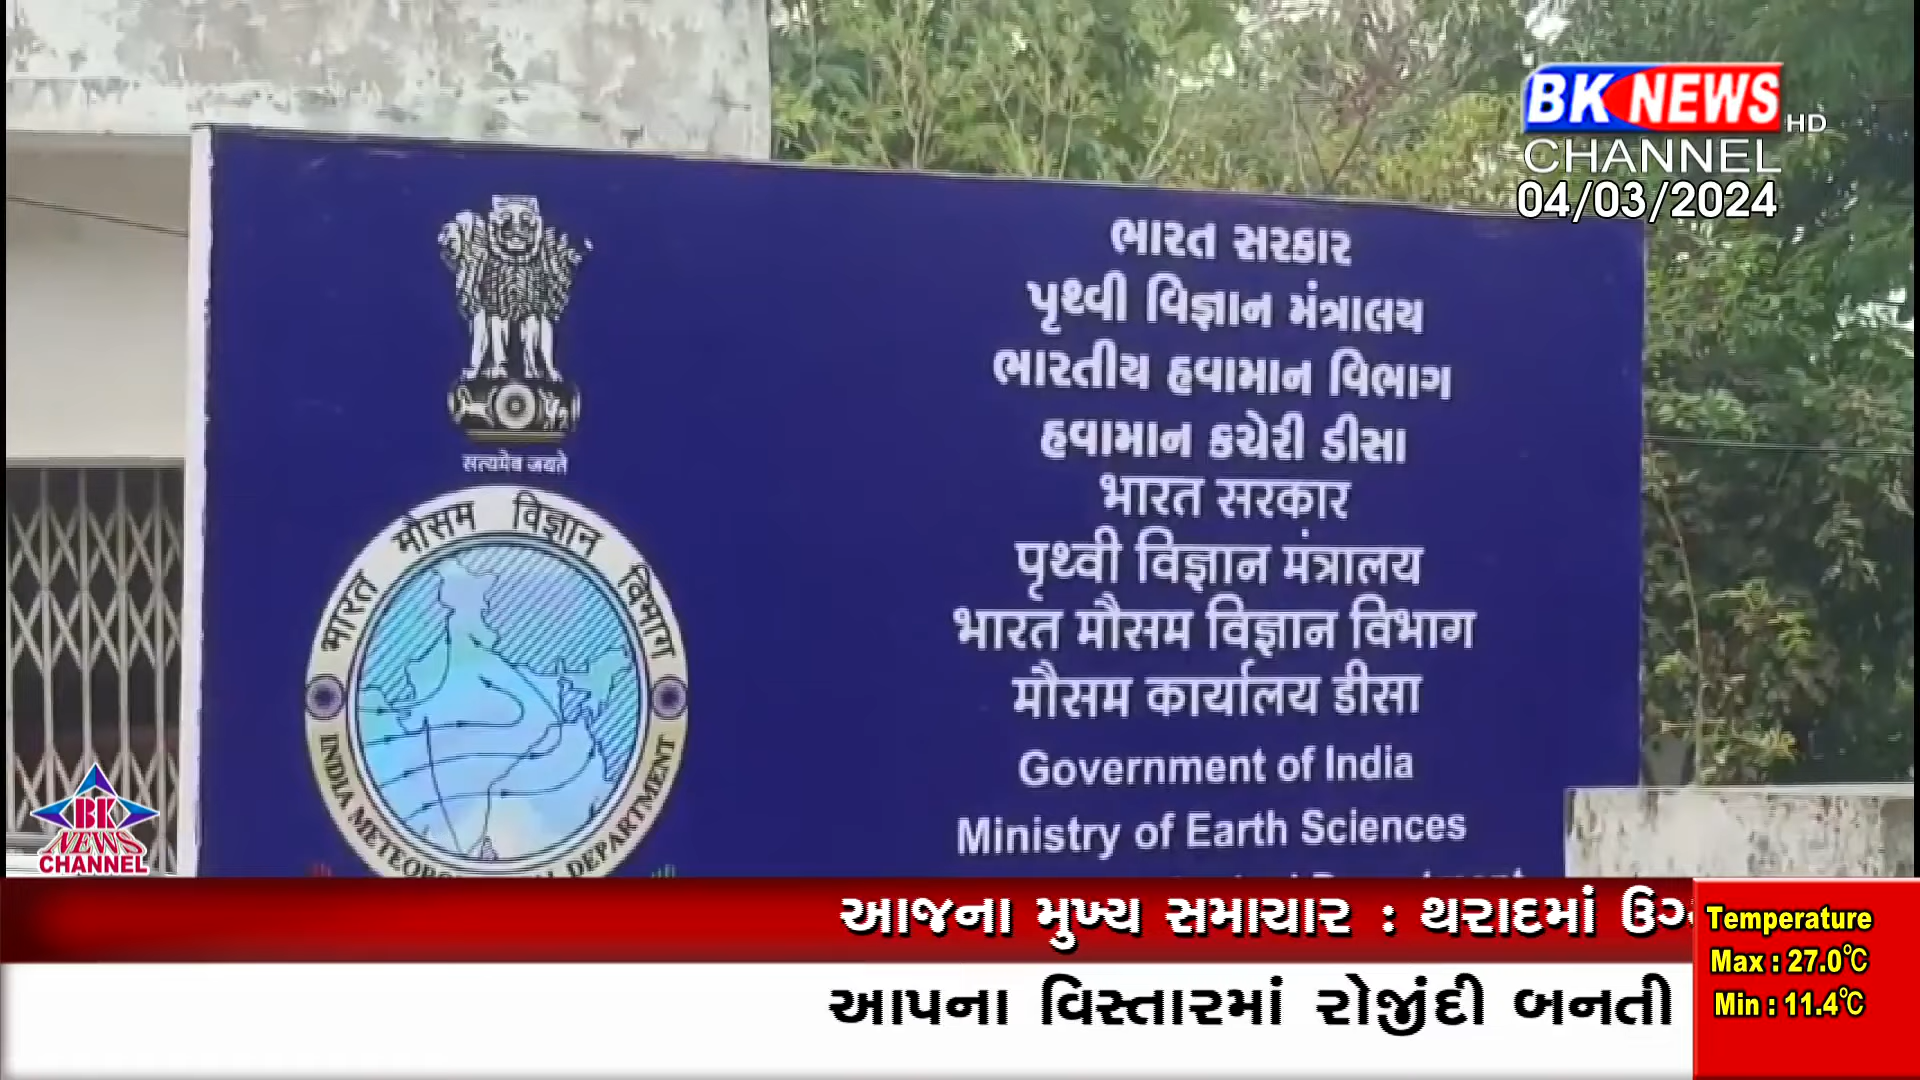 BK NEWS HD
CHANNEL
04/03/2024
ભારત સરકાર
પૃથ્વી વિજ્ઞાન મંત્રાલય
ભારતીય હવામાન વિભાગ
હવામાન કચેરી ડીસા
भारत सरकार
पृथ्वी विज्ञान मंत्रालय
भारत मौसम विज्ञान विभाग
मौसम कार्यालय डीसा
Government of India
Ministry of Earth Sciences
सत्यमेव जयते
भारत मौसम विज्ञान विभाग
INDIA DEPARTMENT
BK
NEWS
CHANNEL
આજના મુખ્ય સમાચાર : થરાદમાં
આપના વિસ્તારમાં રોજીંદી બનતી
Temperature
Max : 27.0℃
Min : 11.4℃